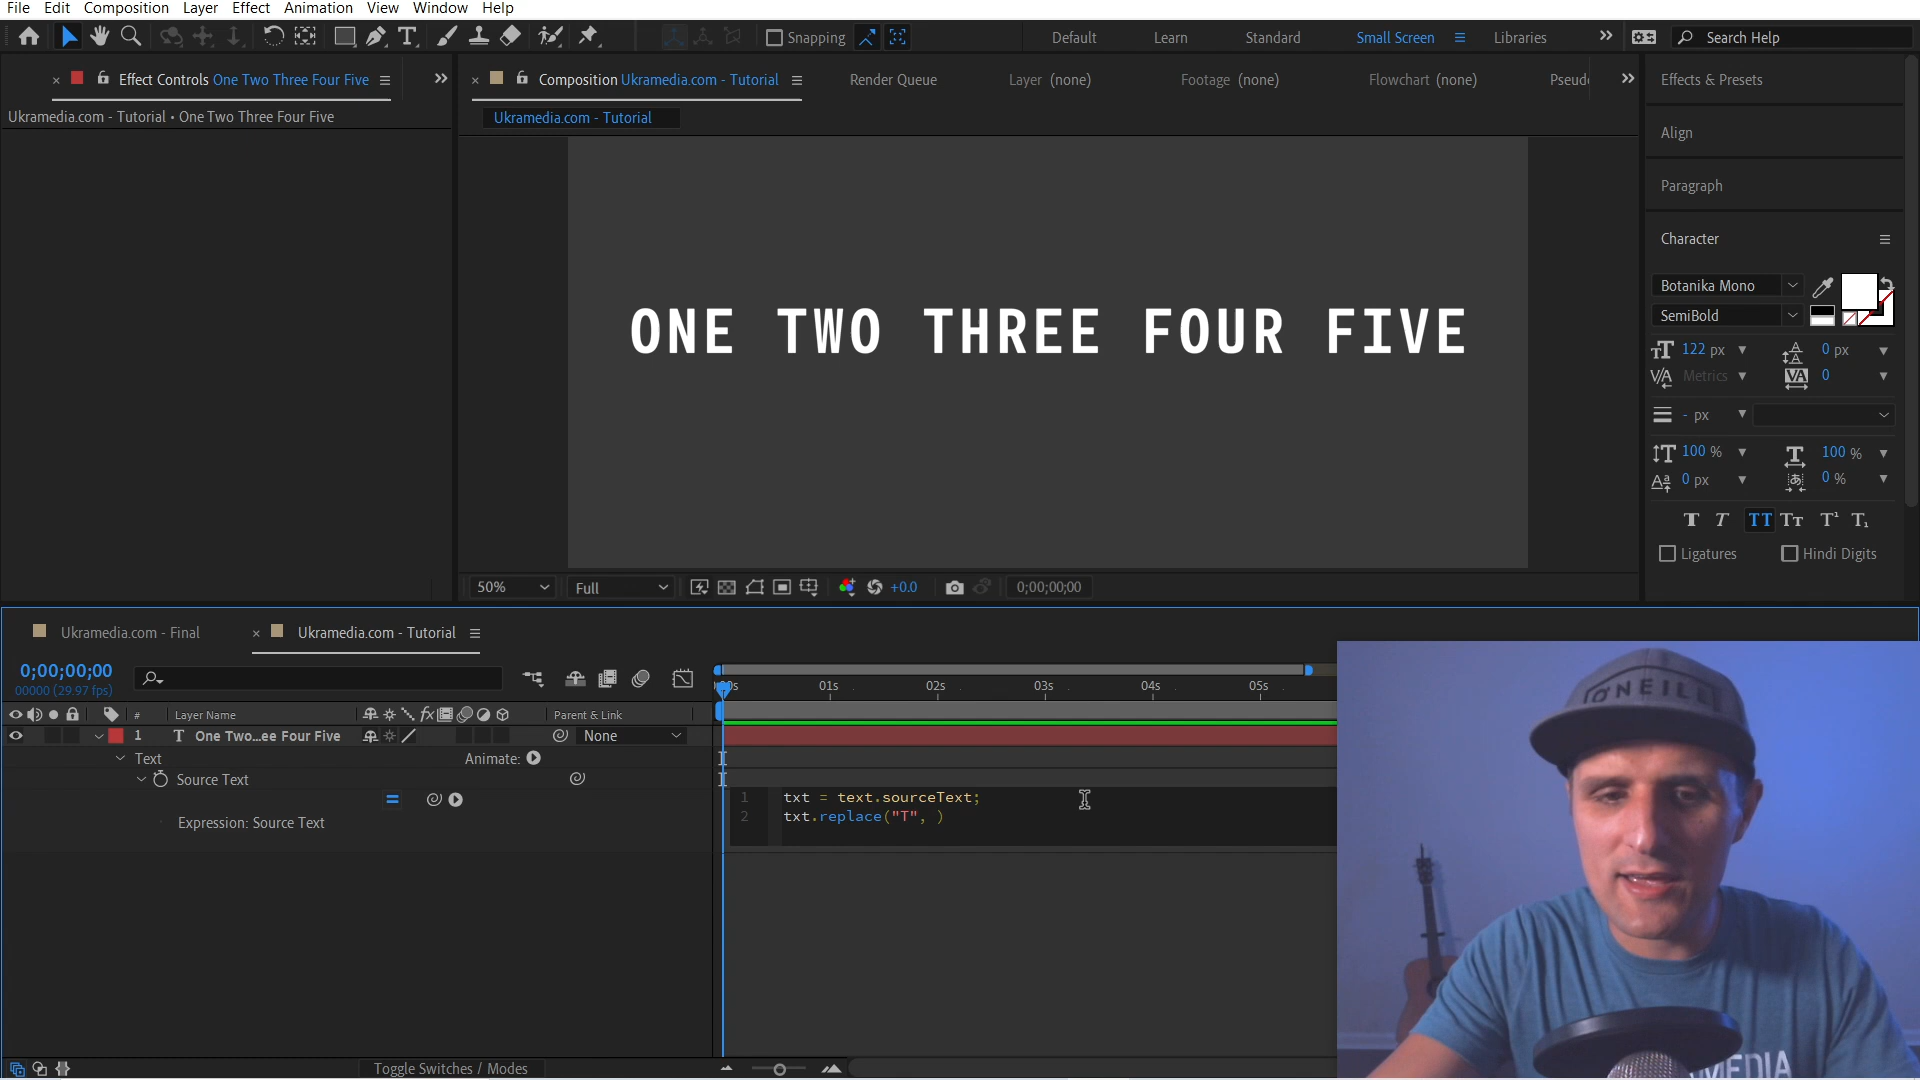 File Edit Composition Layer Effect Animation View Window Help
Snapping Default Learn Standard Small Screen Libraries Search Help
Effect Controls One Two Three Four Five
Composition Ukramedia.com - Tutorial Render Queue Layer (none) Footage (none) Flowchart (none)
Ukramedia.com - Tutorial • One Two Three Four Five
Ukramedia.com - Tutorial
ONE TWO THREE FOUR FIVE
50% Full +0.0 0;00;00;00
Effects & Presets
Align
Paragraph
Character
Botanika Mono
SemiBold
122 px 0 px
Metrics 0
- px
100 % 100 %
0 px 0 %
Ligatures Hindi Digits
Ukramedia.com - Final Ukramedia.com - Tutorial
0;00;00;00
00000 (29.97 fps)
01s 02s 03s 04s 05s
# Layer Name Parent & Link
1 T One Two...ee Four Five None
Text Animate:
Source Text
Expression: Source Text
1 txt = text.sourceText;
2 txt.replace("T", )
Toggle Switches / Modes
O'NEILL